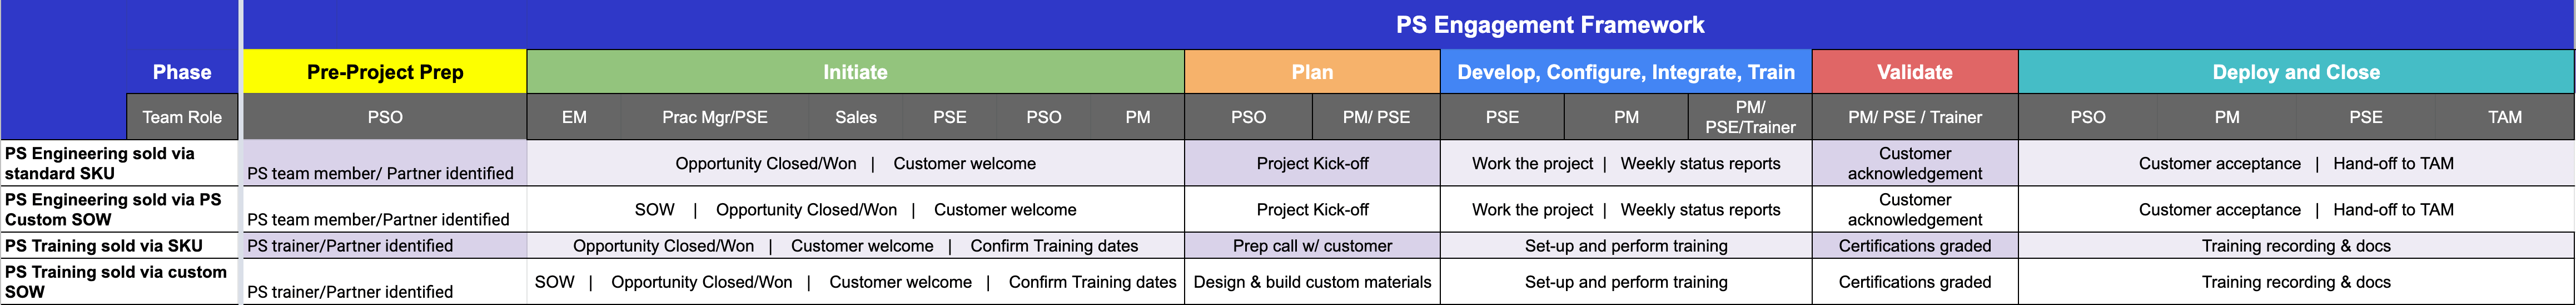 PS Engagement Framework
Phase
Pre-Project Prep
Initiate
Plan
Develop, Configure, Integrate, Train
Validate
Deploy and Close
Team Role
PSO
EM
Prac Mgr/PSE
Sales
PSE
PSO
PM
PSO
PM/ PSE
PSE
PM
PM/
PSE/Trainer
PM/ PSE / Trainer
PSO
PM
PSE
TAM
PS Engineering sold via
standard SKU
PS team member/ Partner identified
Opportunity Closed/Won | Customer welcome
Project Kick-off
Work the project | Weekly status reports
Customer
acknowledgement
Customer acceptance | Hand-off to TAM
PS Engineering sold via PS
Custom SOW
PS team member/Partner identified
SOW | Opportunity Closed/Won | Customer welcome
Project Kick-off
Work the project | Weekly status reports
Customer
acknowledgement
Customer acceptance | Hand-off to TAM
PS Training sold via SKU
PS trainer/Partner identified
Opportunity Closed/Won | Customer welcome | Confirm Training dates
Prep call w/ customer
Set-up and perform training
Certifications graded
Training recording & docs
PS Training sold via custom
SOW
PS trainer/Partner identified
SOW | Opportunity Closed/Won | Customer welcome | Confirm Training dates
Design & build custom materials
Set-up and perform training
Certifications graded
Training recording & docs